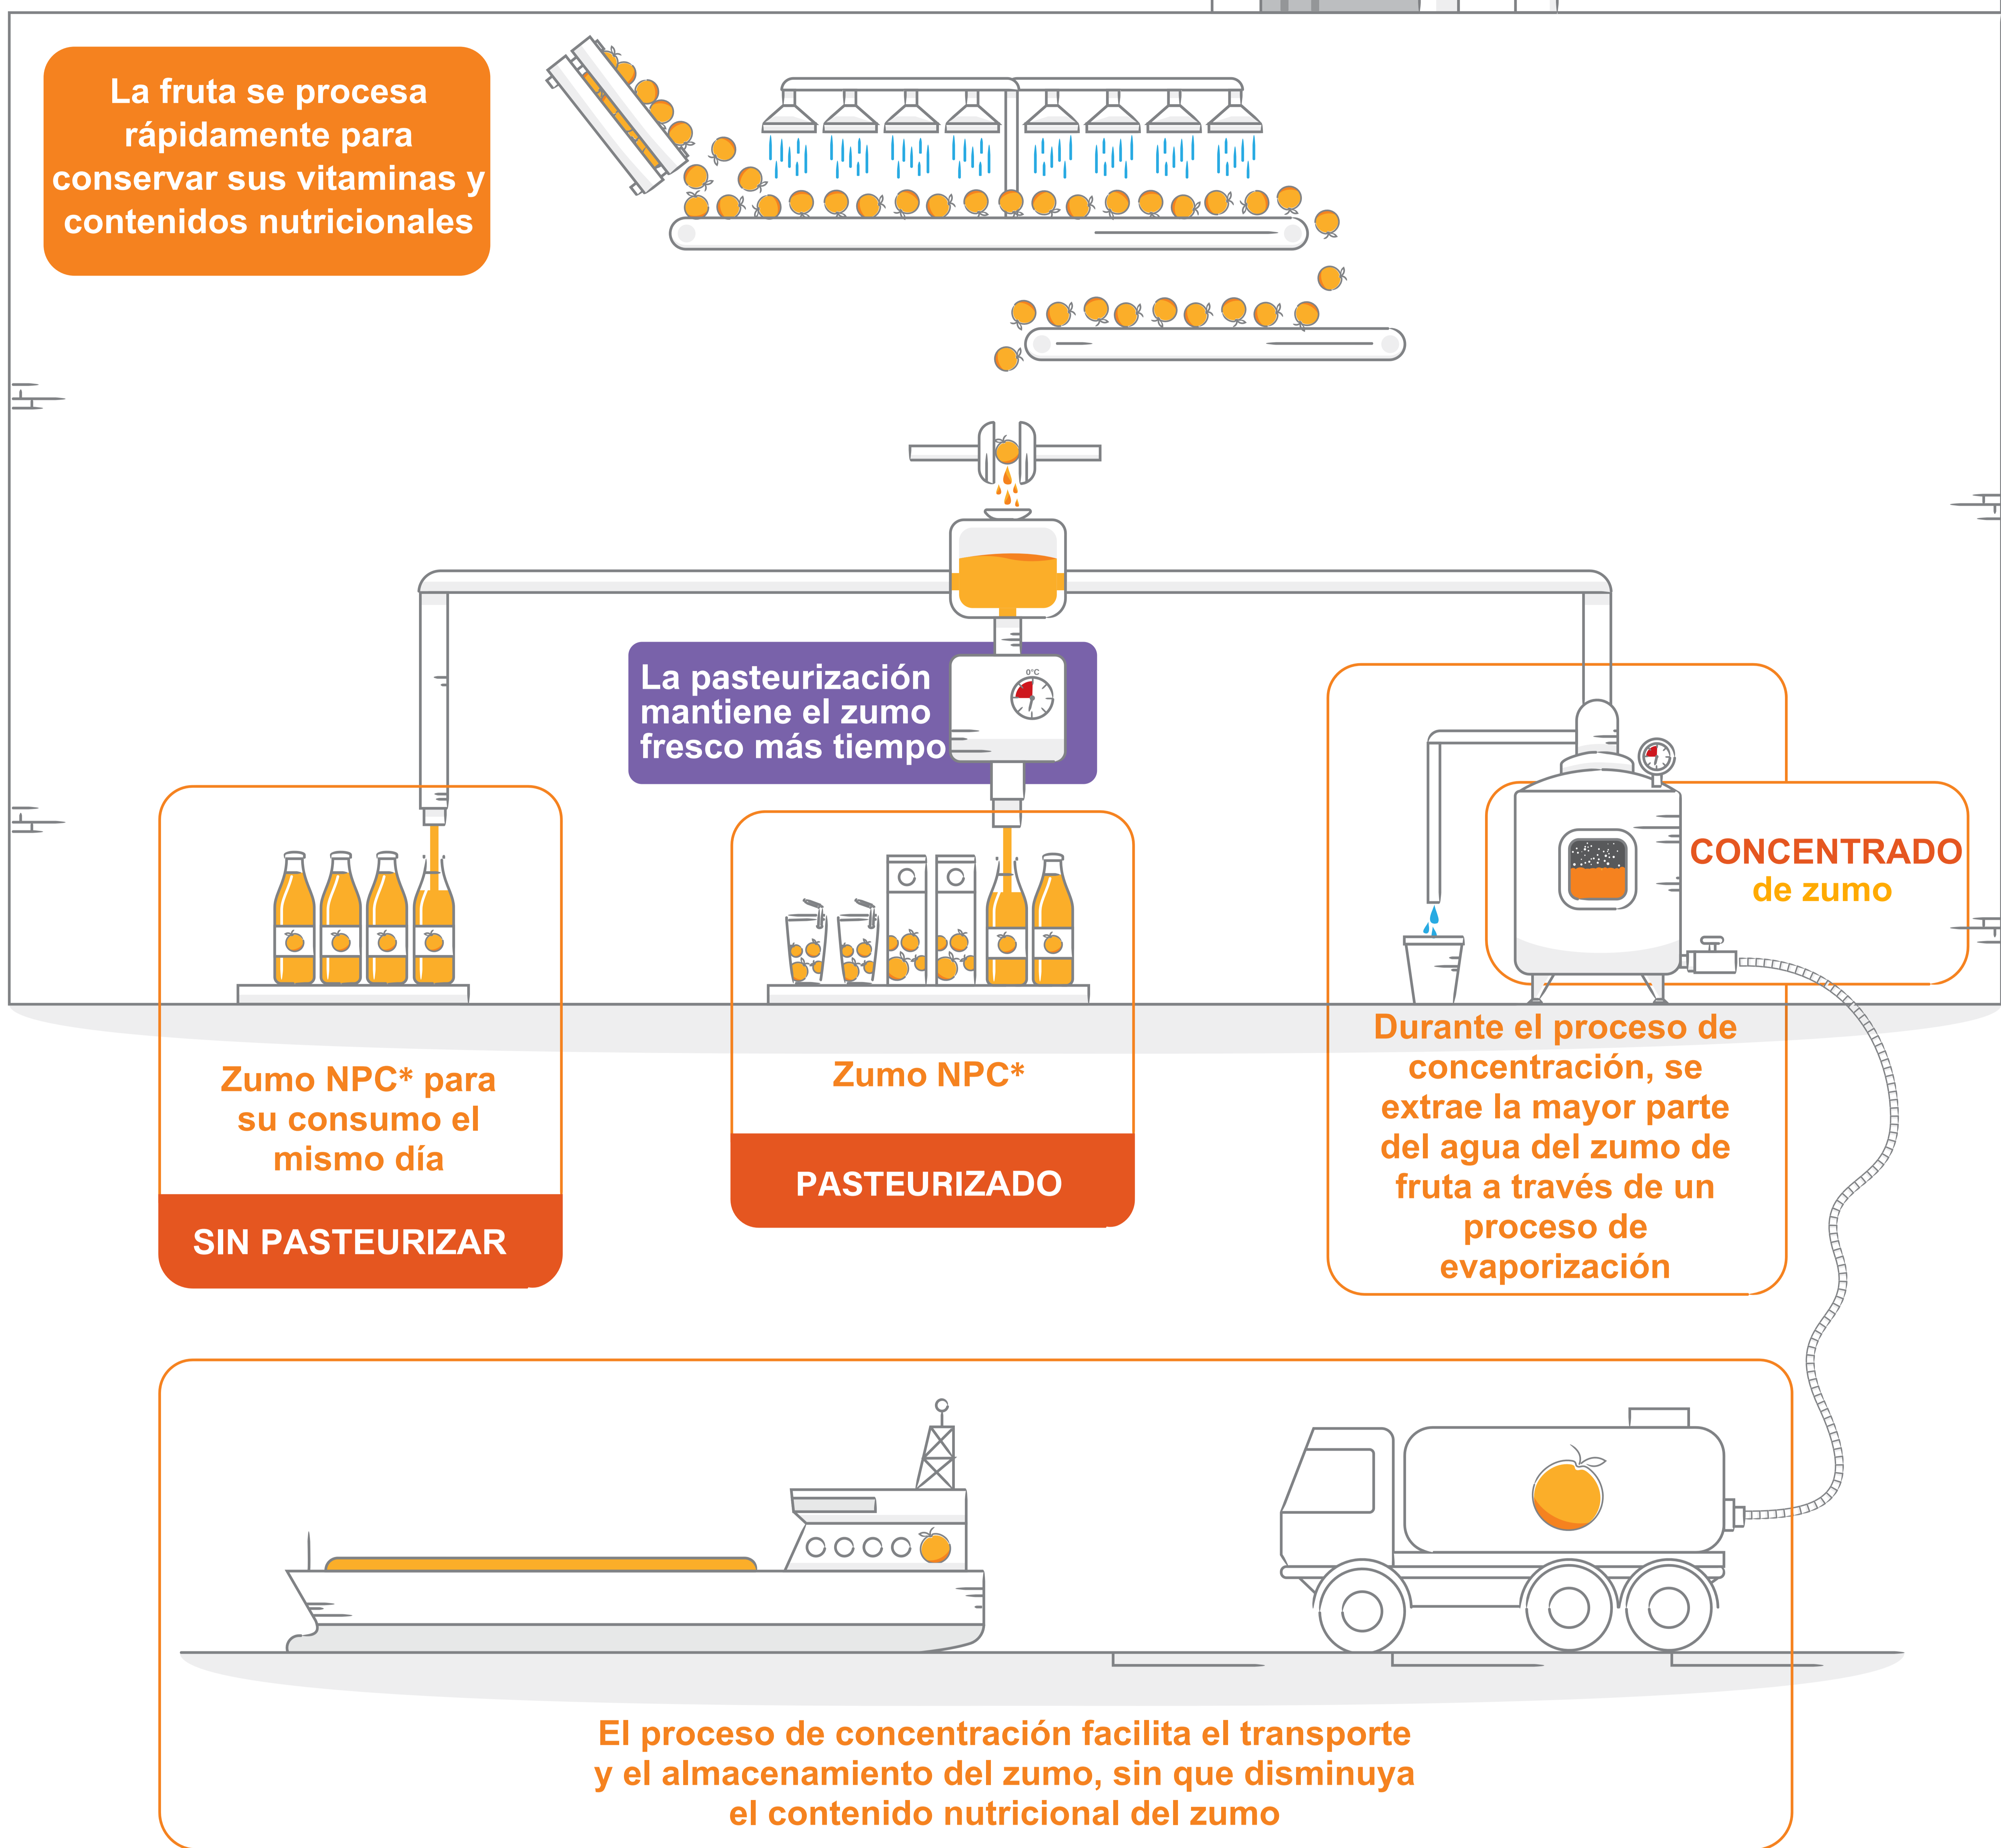 La fruta se procesa
rápidamente para
conservar sus vitaminas y
contenidos nutricionales
La pasteurización
mantiene el zumo
fresco más tiempo
0°C
CONCENTRADO
de zumo
Zumo NPC* para
su consumo el
mismo día
SIN PASTEURIZAR
Zumo NPC*
PASTEURIZADO
Durante el proceso de
concentración, se
extrae la mayor parte
del agua del zumo de
fruta a través de un
proceso de
evaporización
El proceso de concentración facilita el transporte
y el almacenamiento del zumo, sin que disminuya
el contenido nutricional del zumo